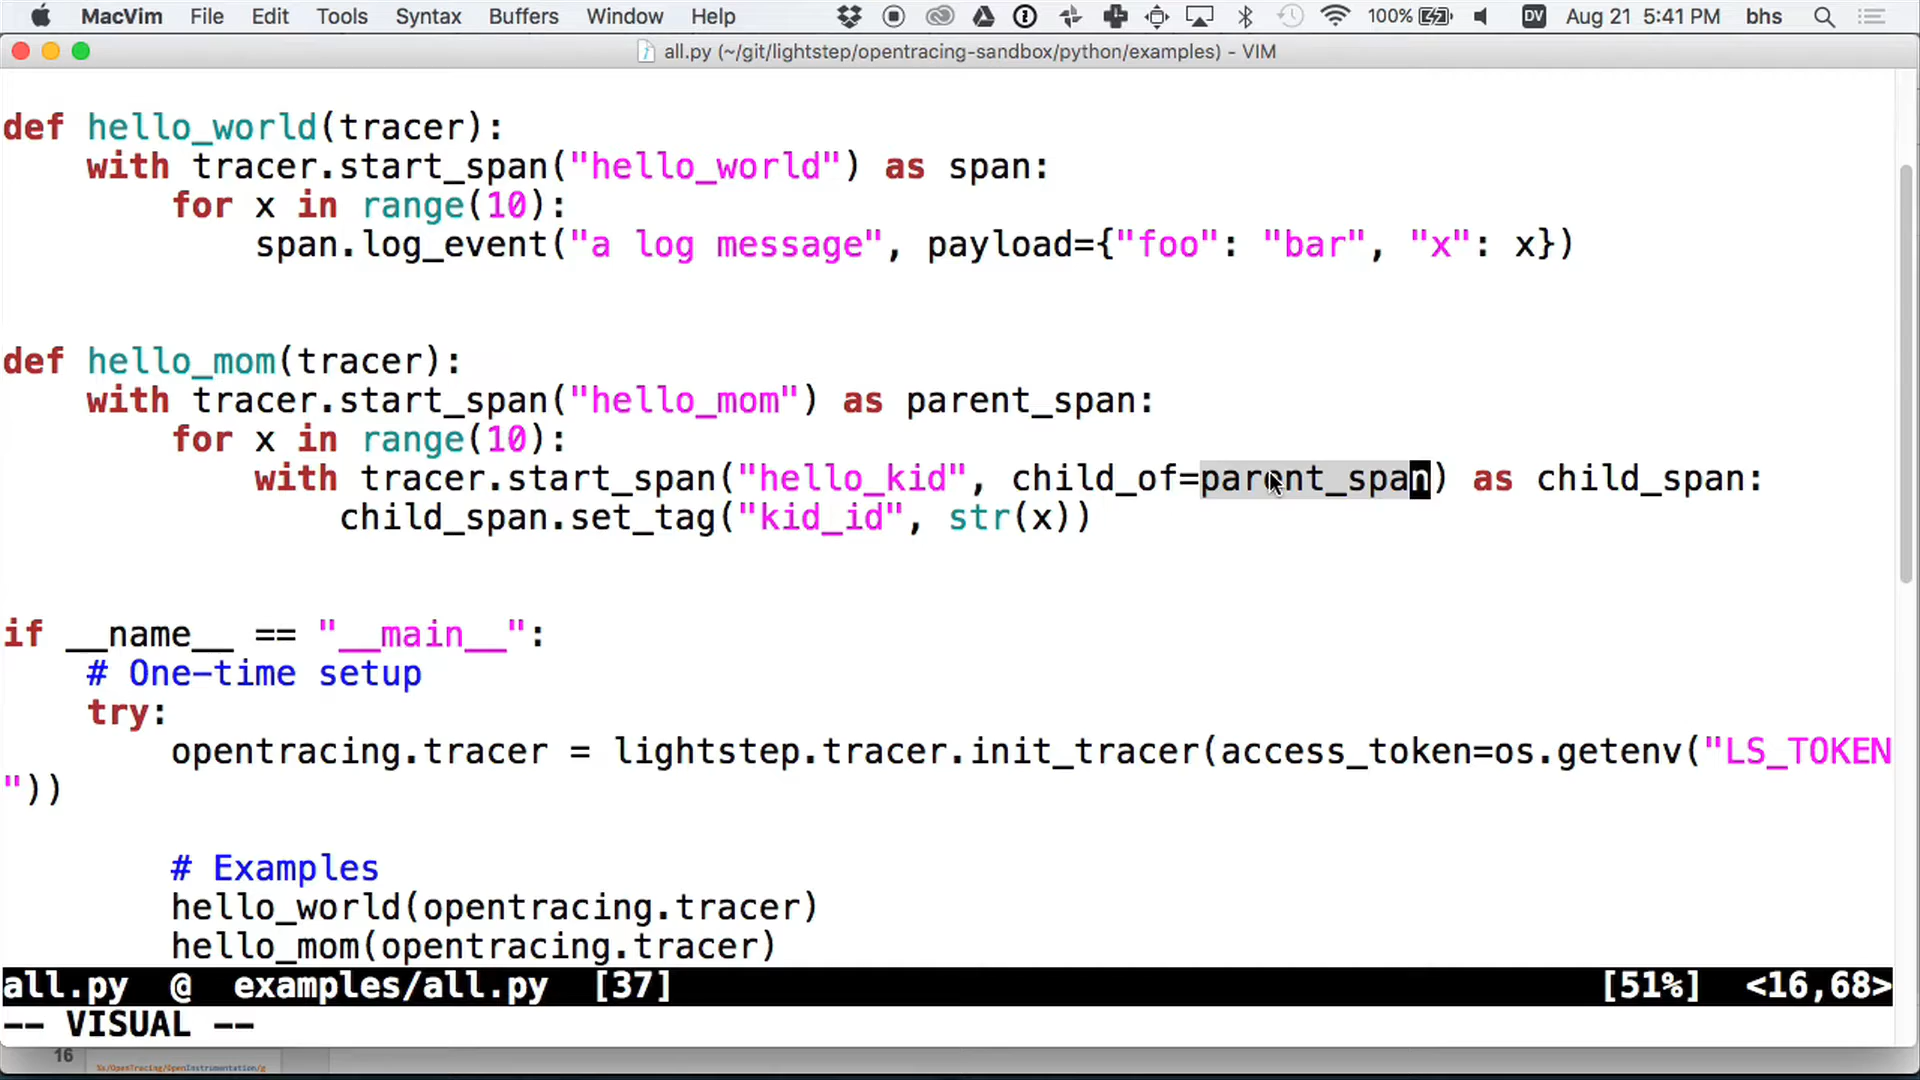 MacVim File Edit Tools Syntax Buffers Window Help 100% DV Aug 21 5:41 PM bhs
all.py (~/git/lightstep/opentracing-sandbox/python/examples) - VIM
def hello_world(tracer):
    with tracer.start_span("hello_world") as span:
        for x in range(10):
            span.log_event("a log message", payload={"foo": "bar", "x": x})
def hello_mom(tracer):
    with tracer.start_span("hello_mom") as parent_span:
        for x in range(10):
            with tracer.start_span("hello_kid", child_of=parent_span) as child_span:
                child_span.set_tag("kid_id", str(x))
if __name__ == "__main__":
    # One-time setup
    try:
        opentracing.tracer = lightstep.tracer.init_tracer(access_token=os.getenv("LS_TOKEN
"))
        # Examples
        hello_world(opentracing.tracer)
        hello_mom(opentracing.tracer)
all.py @ examples/all.py [37] [51%] <16,68>
-- VISUAL --
16
%s/OpenTracing/OpenInstrumentation/g